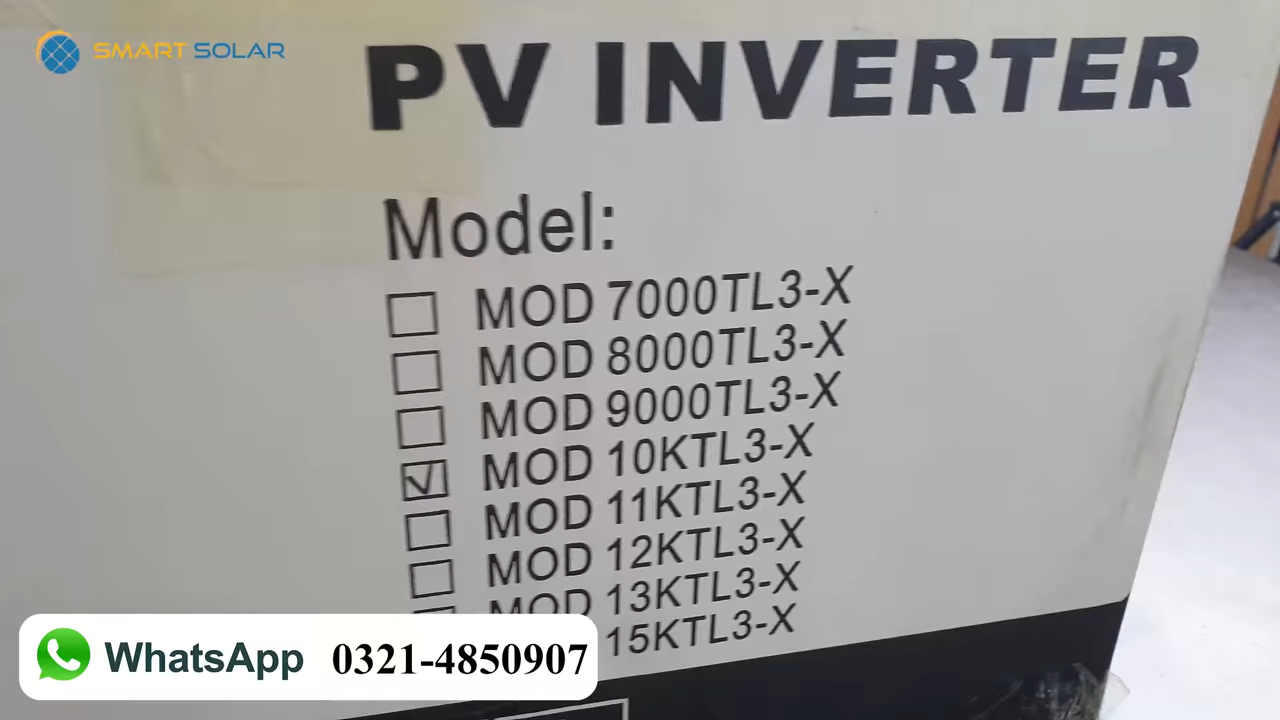 SMART SOLAR
PV INVERTER
Model:
MOD 7000TL3-X
MOD 8000TL3-X
MOD 9000TL3-X
MOD 10KTL3-X
MOD 11KTL3-X
MOD 12KTL3-X
MOD 13KTL3-X
15KTL3-X
WhatsApp 0321-4850907